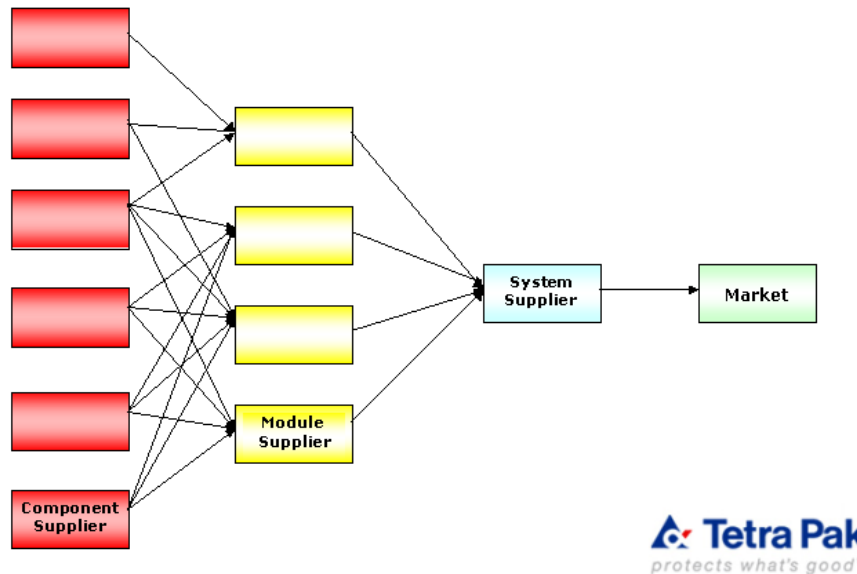 System
Supplier
Market
Module
Supplier
Component
Supplier
Tetra Pak
protects what's good